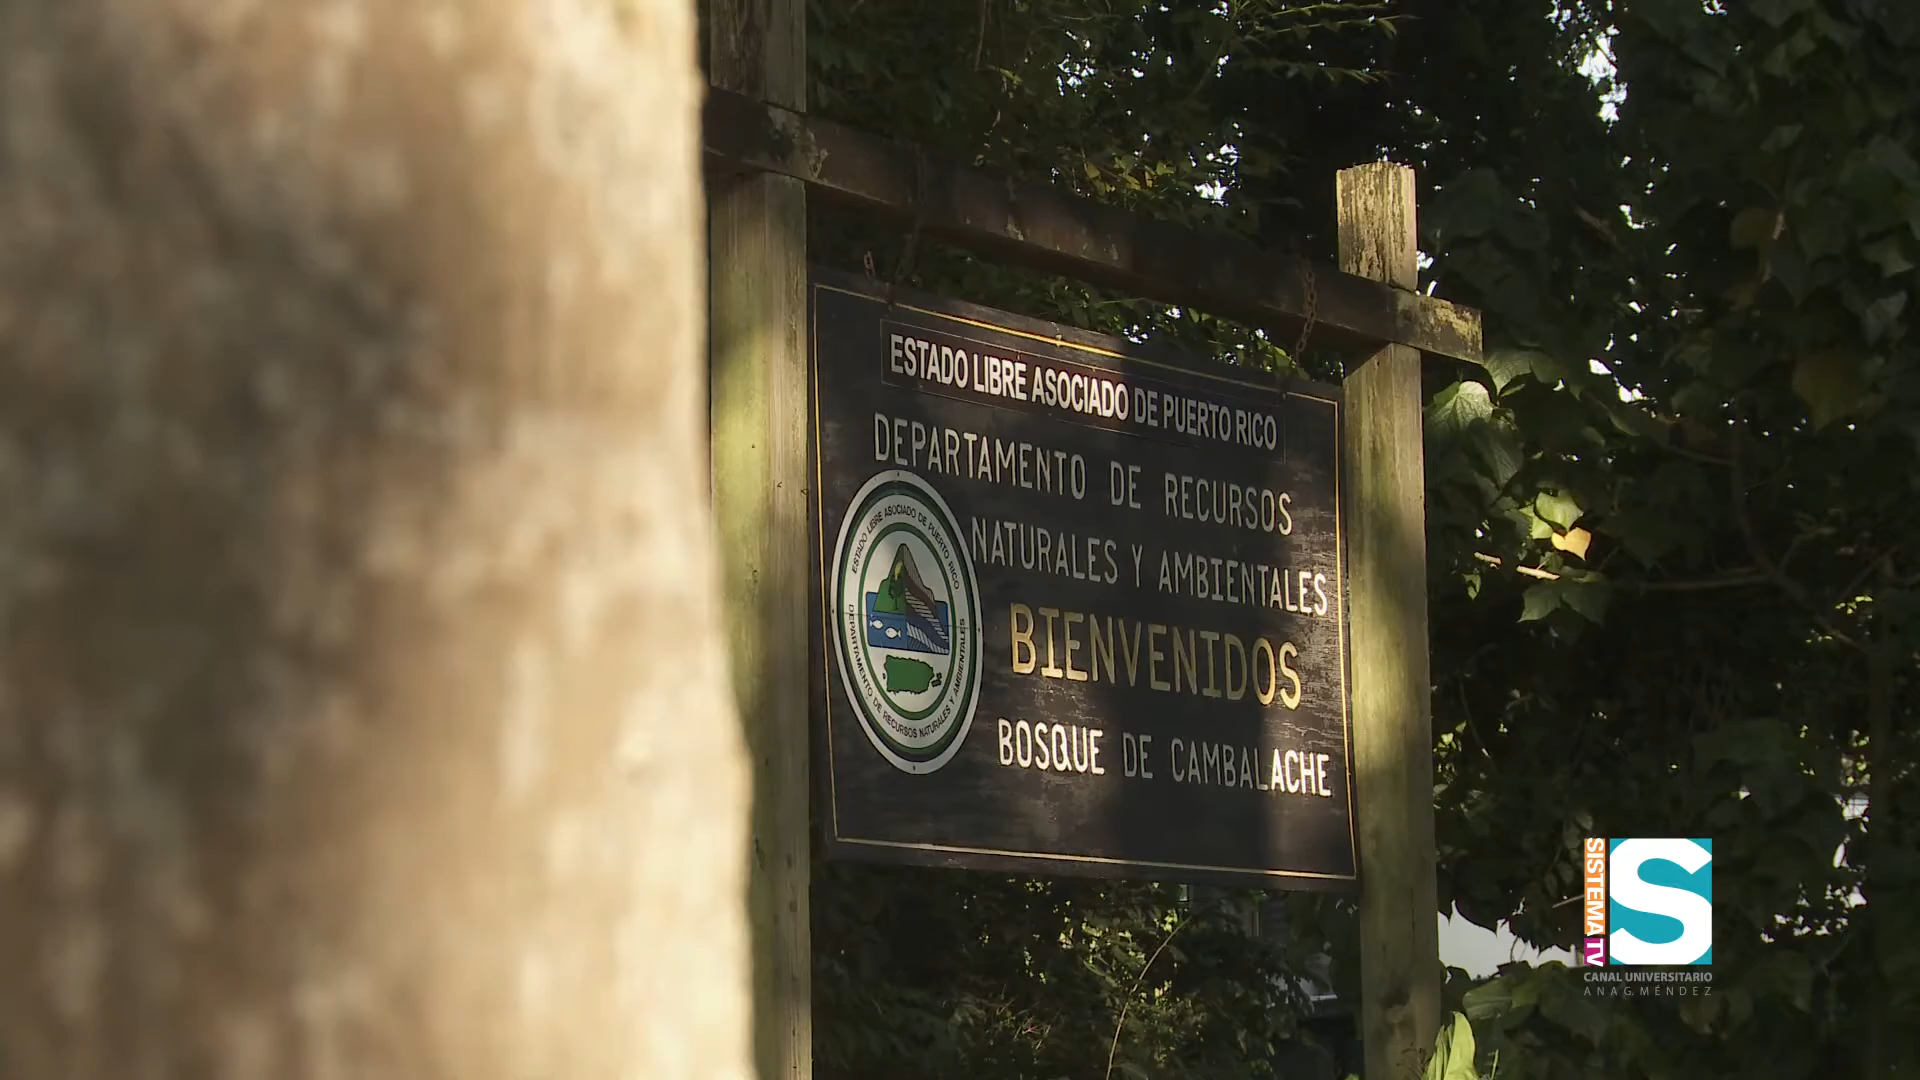 ESTADO LIBRE ASOCIADO DE PUERTO RICO
DEPARTAMENTO DE RECURSOS
NATURALES Y AMBIENTALES
BIENVENIDOS
BOSQUE DE CAMBALACHE
ESTADO LIBRE ASOCIADO DE PUERTO RICO
DEPARTAMENTO DE RECURSOS NATURALES Y AMBIENTALES
SISTEMA TV
S
CANAL UNIVERSITARIO
ANA G. MÉNDEZ